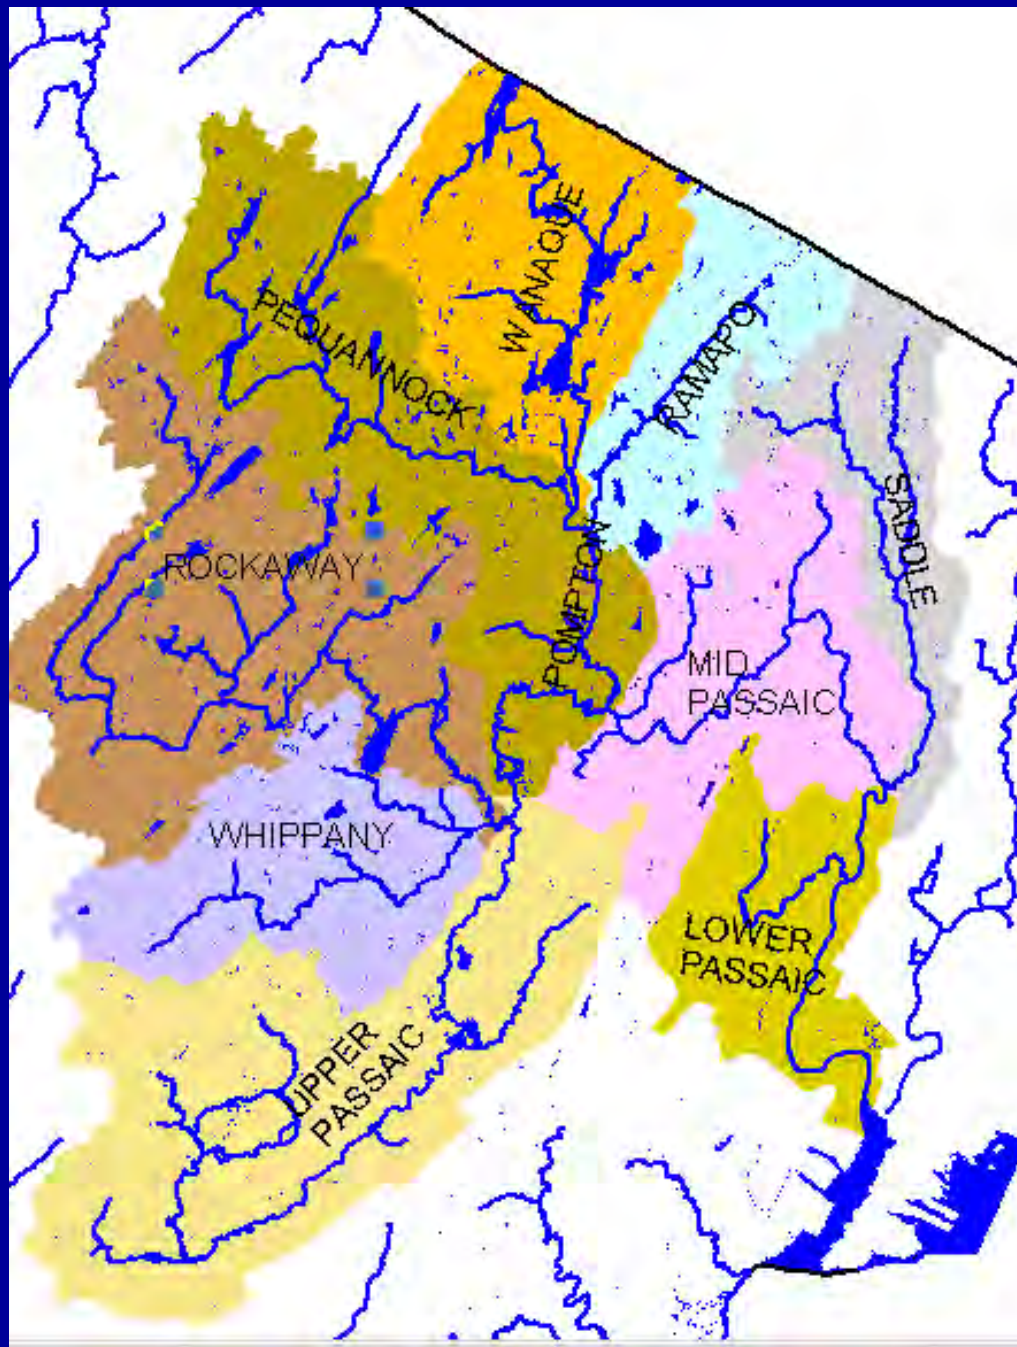 WANAQUE
PEQUANNOCK
RAMAPO
SADDLE
ROCKAWAY
POMPTON
MID
PASSAIC
WHIPPANY
LOWER
PASSAIC
UPPER
PASSAIC